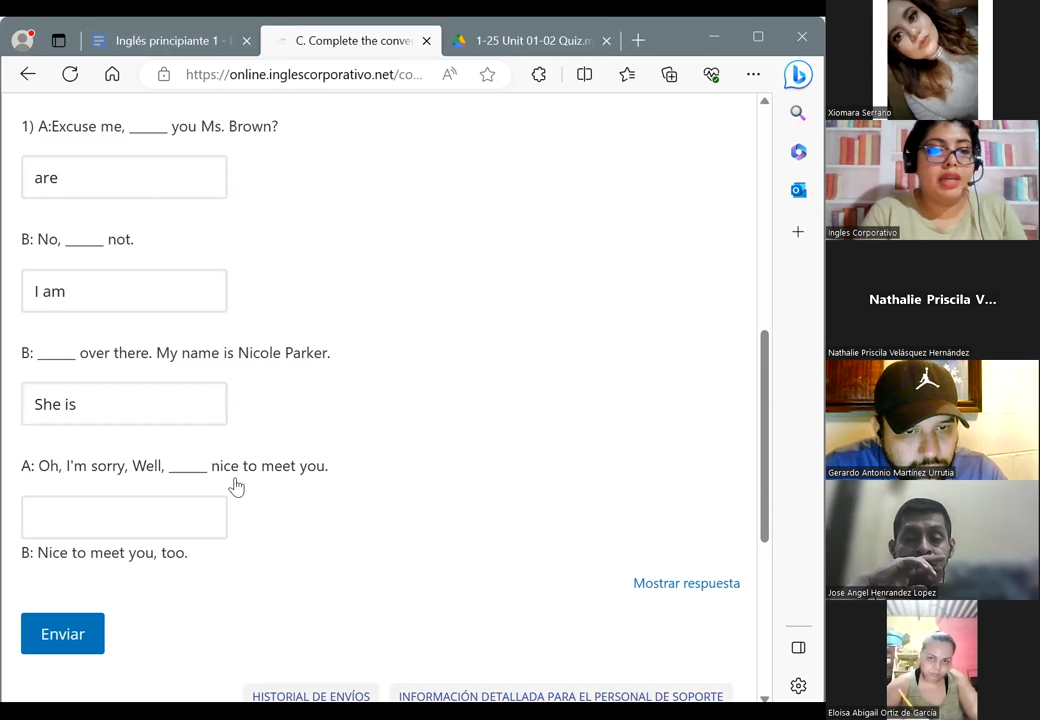 Inglés principiante 1 -
C. Complete the conver
1-25 Unit 01-02 Quiz.m
https://online.inglescorporativo.net/co...
1) A:Excuse me, _____ you Ms. Brown?
are
B: No, _____ not.
I am
B: _____ over there. My name is Nicole Parker.
She is
A: Oh, I'm sorry, Well, _____ nice to meet you.
B: Nice to meet you, too.
Mostrar respuesta
Enviar
HISTORIAL DE ENVÍOS
INFORMACIÓN DETALLADA PARA EL PERSONAL DE SOPORTE
Xiomara Serrano
Ingles Corporativo
Nathalie Priscila V...
Nathalie Priscila Velásquez Hernández
Gerardo Antonio Martínez Urrutia
Jose Angel Henrandez Lopez
Eloisa Abigail Ortiz de García